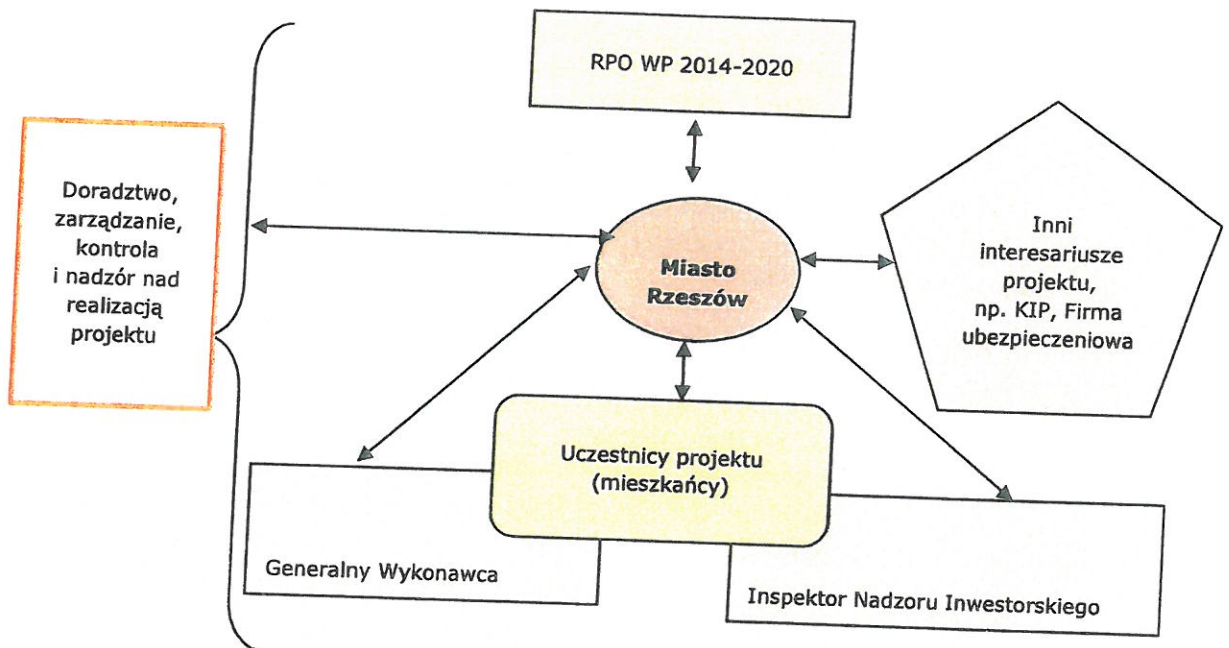 RPO WP 2014-2020
Doradztwo,
zarządzanie,
kontrola
i nadzór nad
realizacją
projektu
Miasto
Rzeszów
Inni
interesariusze
projektu,
np. KIP, Firma
ubezpieczeniowa
Uczestnicy projektu
(mieszkańcy)
Generalny Wykonawca
Inspektor Nadzoru Inwestorskiego